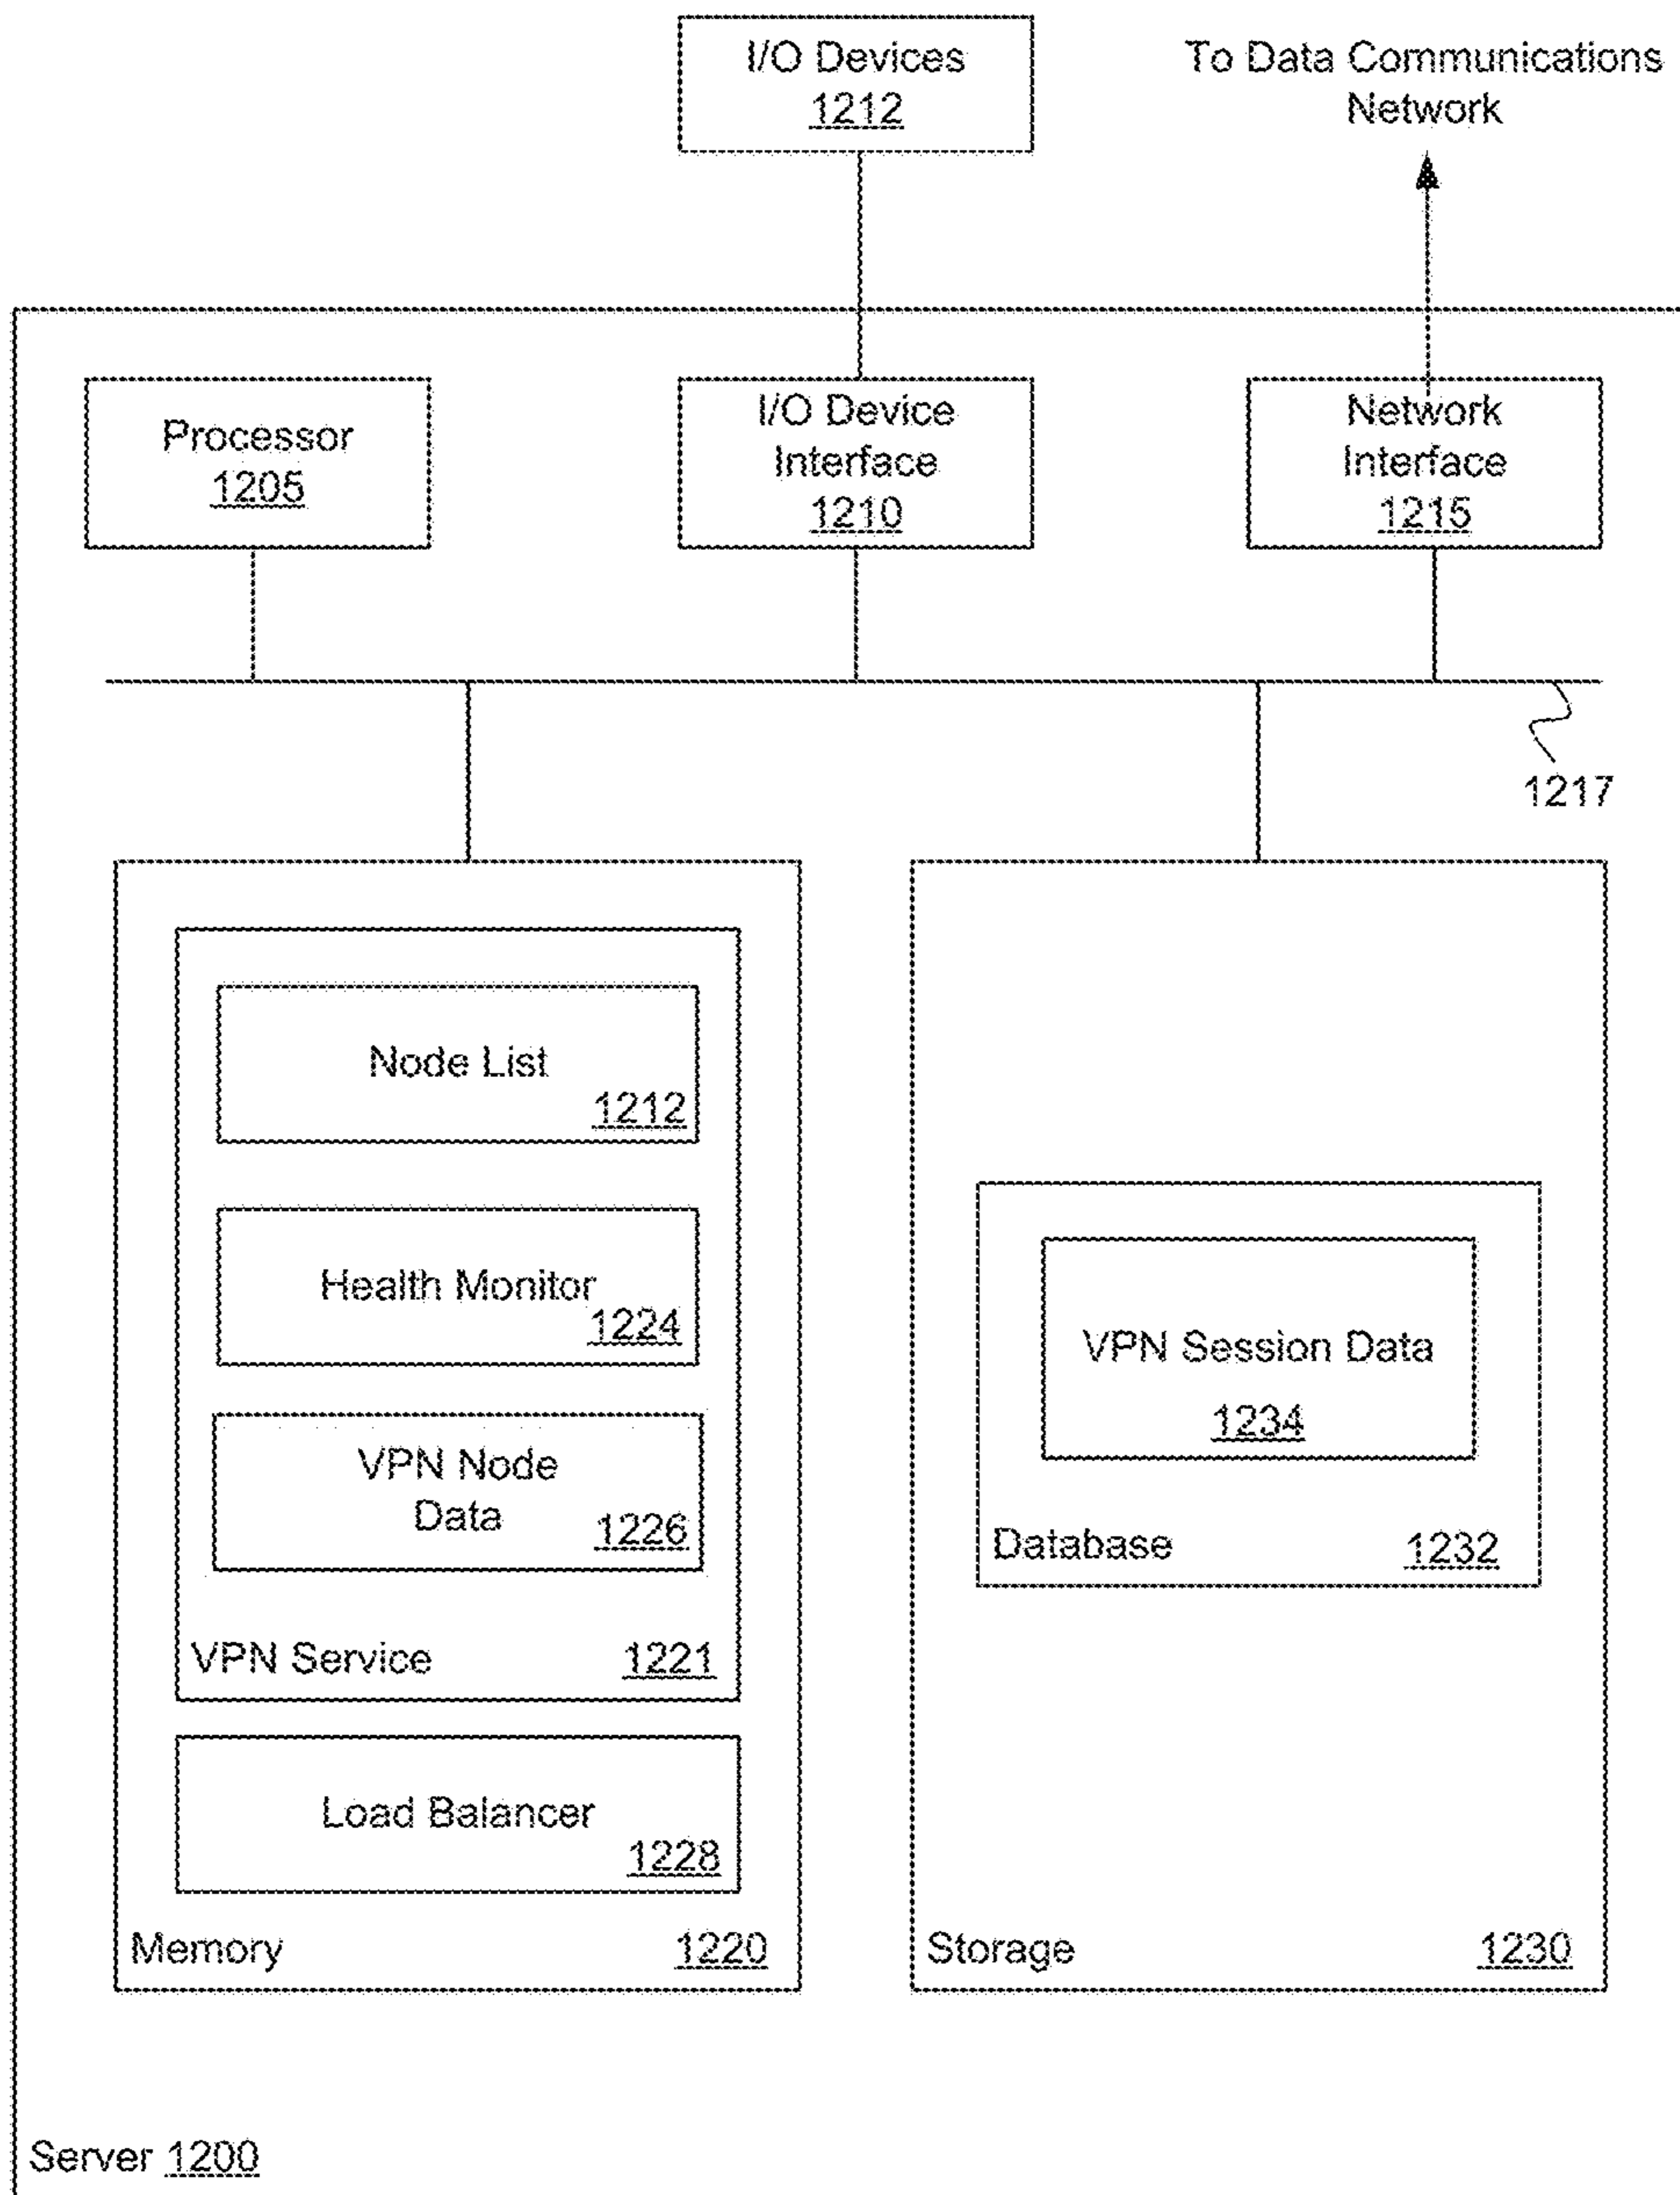 I/O Devices
1212
To Data Communications
Network
Processor
1205
I/O Device
Interface
1210
Network
Interface
1215
1217
Node List
1212
Health Monitor
1224
VPN Node
Data
1226
VPN Service 1221
Load Balancer
1228
Memory 1220
VPN Session Data
1234
Database 1232
Storage 1230
Server 1200